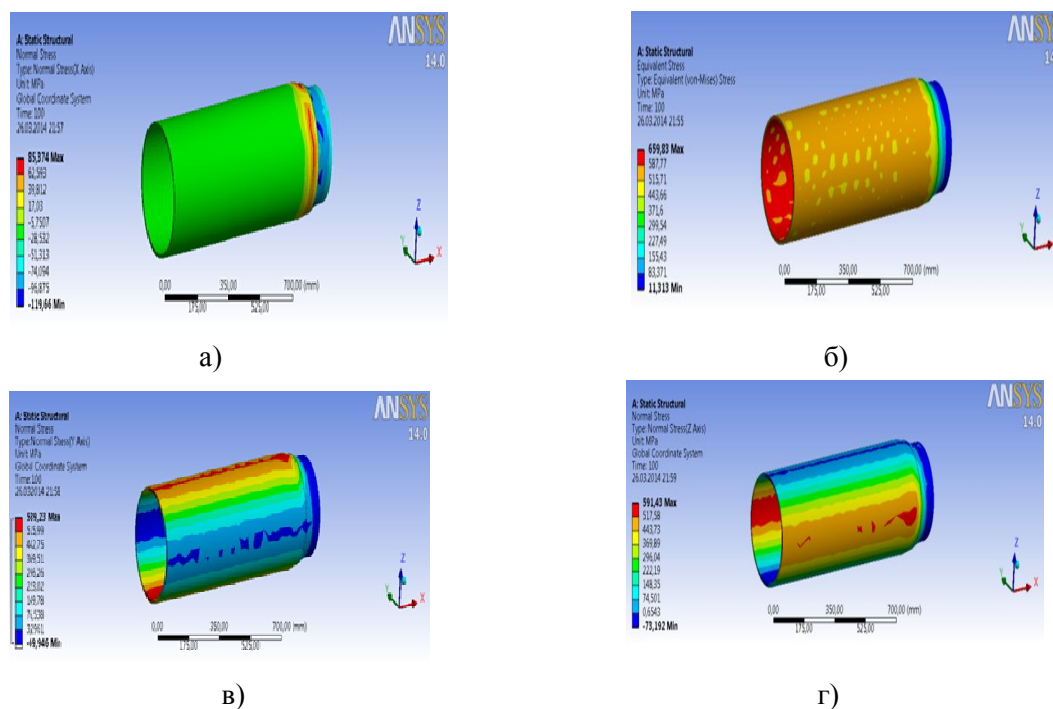 ANSYS
14.0
A: Static Structural
Normal Stress
Type: Normal Stress(X Axis)
Unit: MPa
Global Coordinate System
Time: 100
26.03.2014 21:57
85,374 Max
62,593
39,812
17,03
-5,7507
-28,532
-51,313
-74,094
-96,875
-119,66 Min
Z
Y
X
0,00 350,00 700,00 (mm)
175,00 525,00
а)
ANSYS
14
A: Static Structural
Equivalent Stress
Type: Equivalent (von-Mises) Stress
Unit: MPa
Time: 100
26.03.2014 21:55
659,83 Max
587,77
515,71
443,66
371,6
299,54
227,49
155,43
83,371
11,313 Min
Z
Y
0,00 350,00 700,00 (mm)
175,00 525,00
б)
ANSYS
14.0
A: Static Structural
Normal Stress
Type: Normal Stress(Y Axis)
Unit: MPa
Global Coordinate System
Time: 100
26.03.2014 21:58
515,99
442,75
Z
Y
X
0,00 350,00 700,00 (mm)
175,00 525,00
в)
ANSYS
14.0
A: Static Structural
Normal Stress
Type: Normal Stress(Z Axis)
Unit: MPa
Global Coordinate System
Time: 100
26.03.2014 21:59
591,43 Max
517,58
443,73
369,89
296,04
222,19
148,35
74,501
0,6543
-73,192 Min
Z
Y
X
0,00 350,00 700,00 (mm)
175,00 525,00
г)